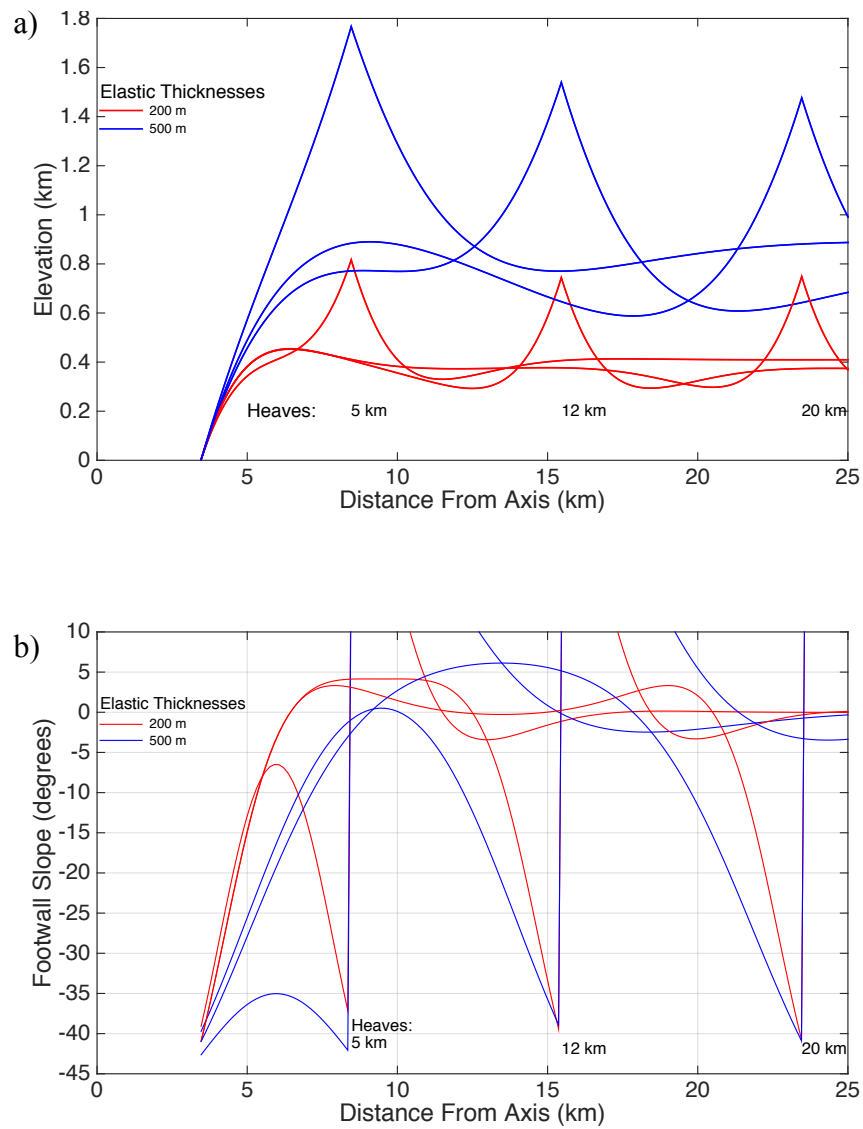 a)
1.8
1.6
1.4
1.2
1
0.8
0.6
0.4
0.2
0
Elevation (km)
Elastic Thicknesses
200 m
500 m
Heaves: 5 km 12 km 20 km
0 5 10 15 20 25
Distance From Axis (km)
b)
10
5
0
-5
-10
-15
-20
-25
-30
-35
-40
-45
Footwall Slope (degrees)
Elastic Thicknesses
200 m
500 m
Heaves:
5 km
12 km
20 km
0 5 10 15 20 25
Distance From Axis (km)